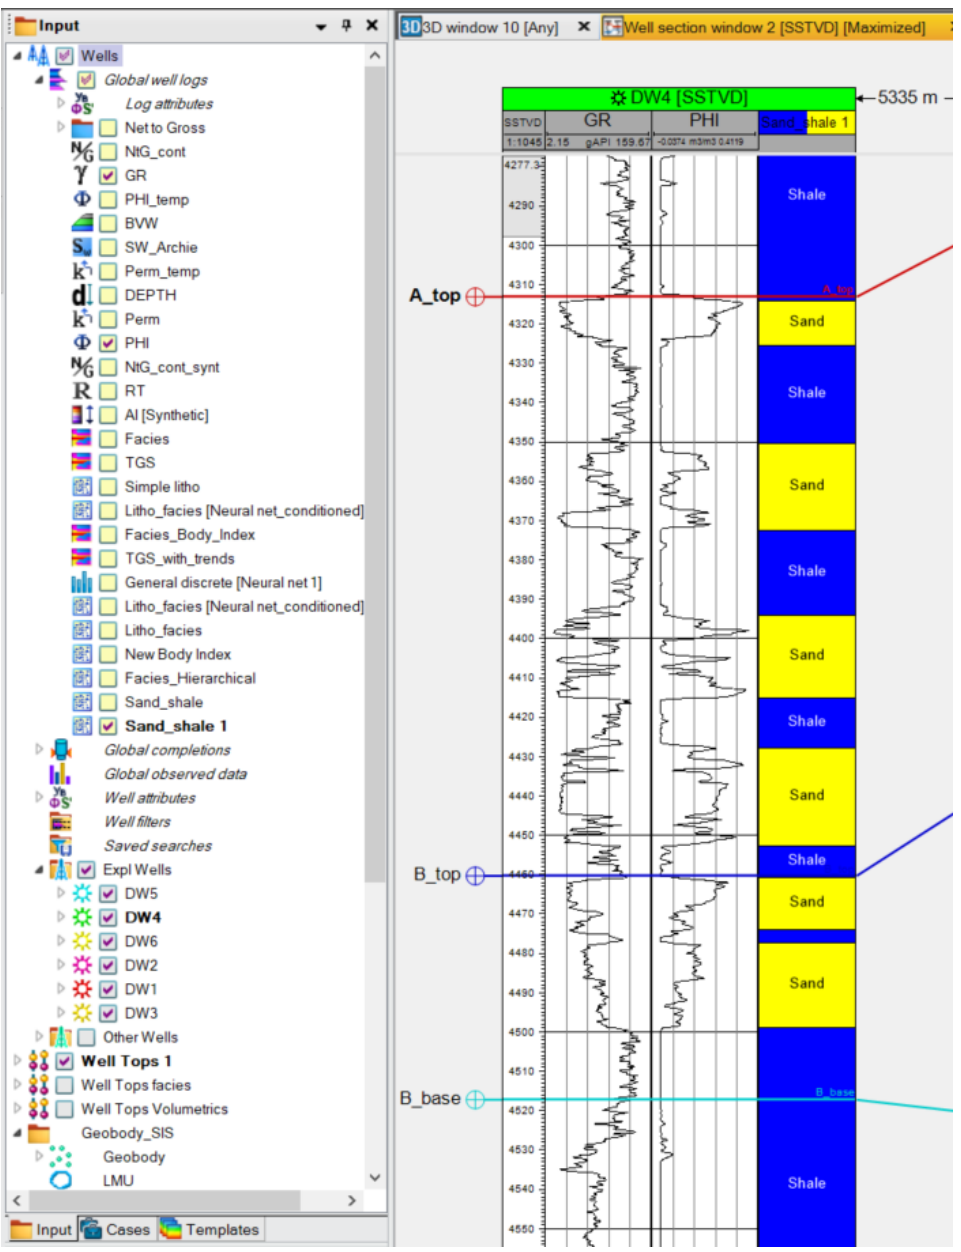 Input
Wells
Global well logs
Log attributes
Net to Gross
NtG_cont
GR
PHI_temp
BVW
SW_Archie
Perm_temp
DEPTH
Perm
PHI
NtG_cont_synt
RT
AI [Synthetic]
Facies
TGS
Simple litho
Litho_facies [Neural net_conditioned]
Facies_Body_Index
TGS_with_trends
General discrete [Neural net 1]
Litho_facies [Neural net_conditioned]
Litho_facies
New Body Index
Facies_Hierarchical
Sand_shale
Sand_shale 1
Global completions
Global observed data
Well attributes
Well filters
Saved searches
Expl Wells
DW5
DW4
DW6
DW2
DW1
DW3
Other Wells
Well Tops 1
Well Tops facies
Well Tops Volumetrics
Geobody_SIS
Geobody
LMU
Input Cases Templates
3D 3D window 10 [Any] Well section window 2 [SSTVD] [Maximized]
DW4 [SSTVD] 5335 m
SSTVD GR PHI Sand_shale 1
1:1045 2.15 gAPI 159.67 -0.0374 m3/m3 0.4119
4277.3
Shale
4290
4300
A_top
4310
A_top
4320
Sand
4330
4340
Shale
4350
4360
Sand
4370
4380
Shale
4390
4400
Sand
4410
4420
Shale
4430
4440
Sand
4450
Shale
B_top
4460
4470
Sand
4480
4490
Sand
4500
4510
B_base
B_base
4520
4530
4540
Shale
4550